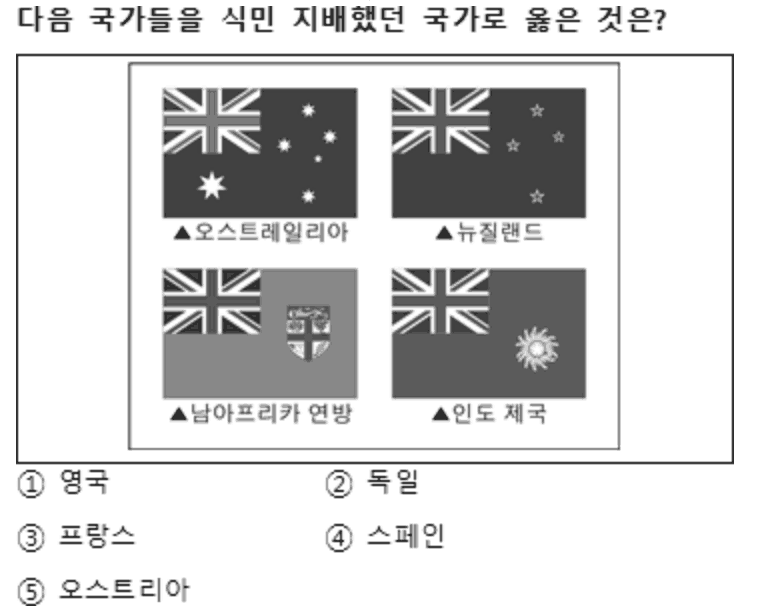 다음 국가들을 식민 지배했던 국가로 옳은 것은?
▲오스트레일리아 ▲뉴질랜드
▲남아프리카 연방 ▲인도 제국
① 영국 ② 독일
③ 프랑스 ④ 스페인
⑤ 오스트리아